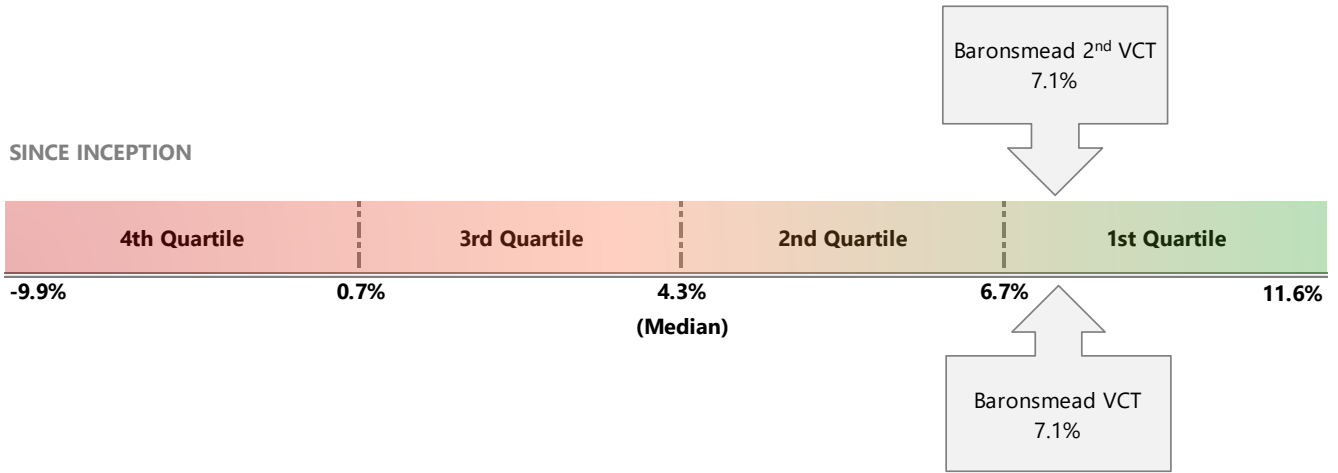 Baronsmead 2nd VCT
7.1%
SINCE INCEPTION
4th Quartile 3rd Quartile 2nd Quartile 1st Quartile
-9.9% 0.7% 4.3% 6.7% 11.6%
(Median)
Baronsmead VCT
7.1%